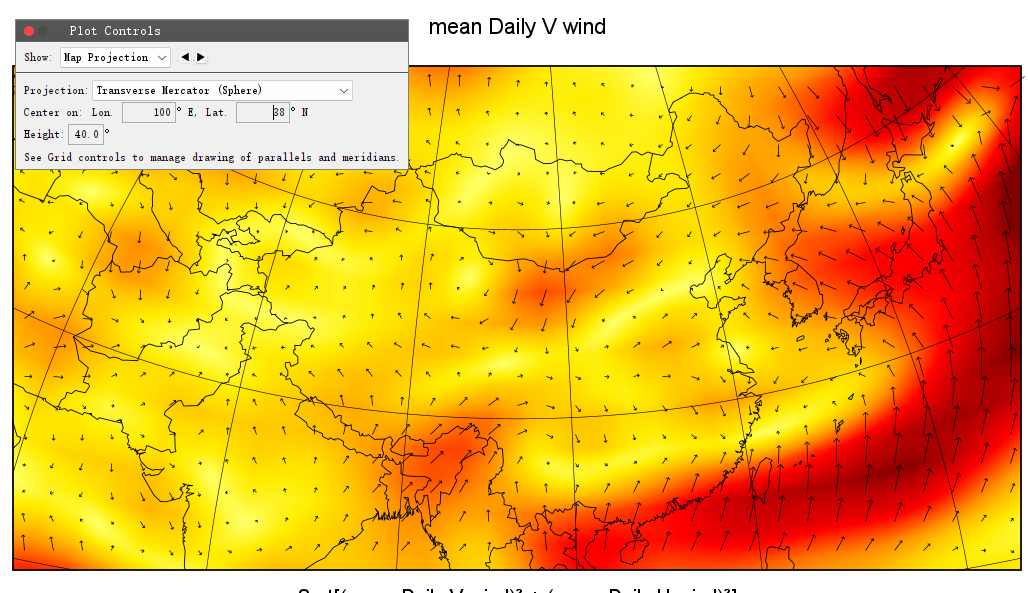 mean Daily V wind
Plot Controls
Show: Map Projection
Projection: Transverse Mercator (Sphere)
Center on: Lon. 100 ° E, Lat. 38 ° N
Height: 40.0 °
See Grid controls to manage drawing of parallels and meridians.